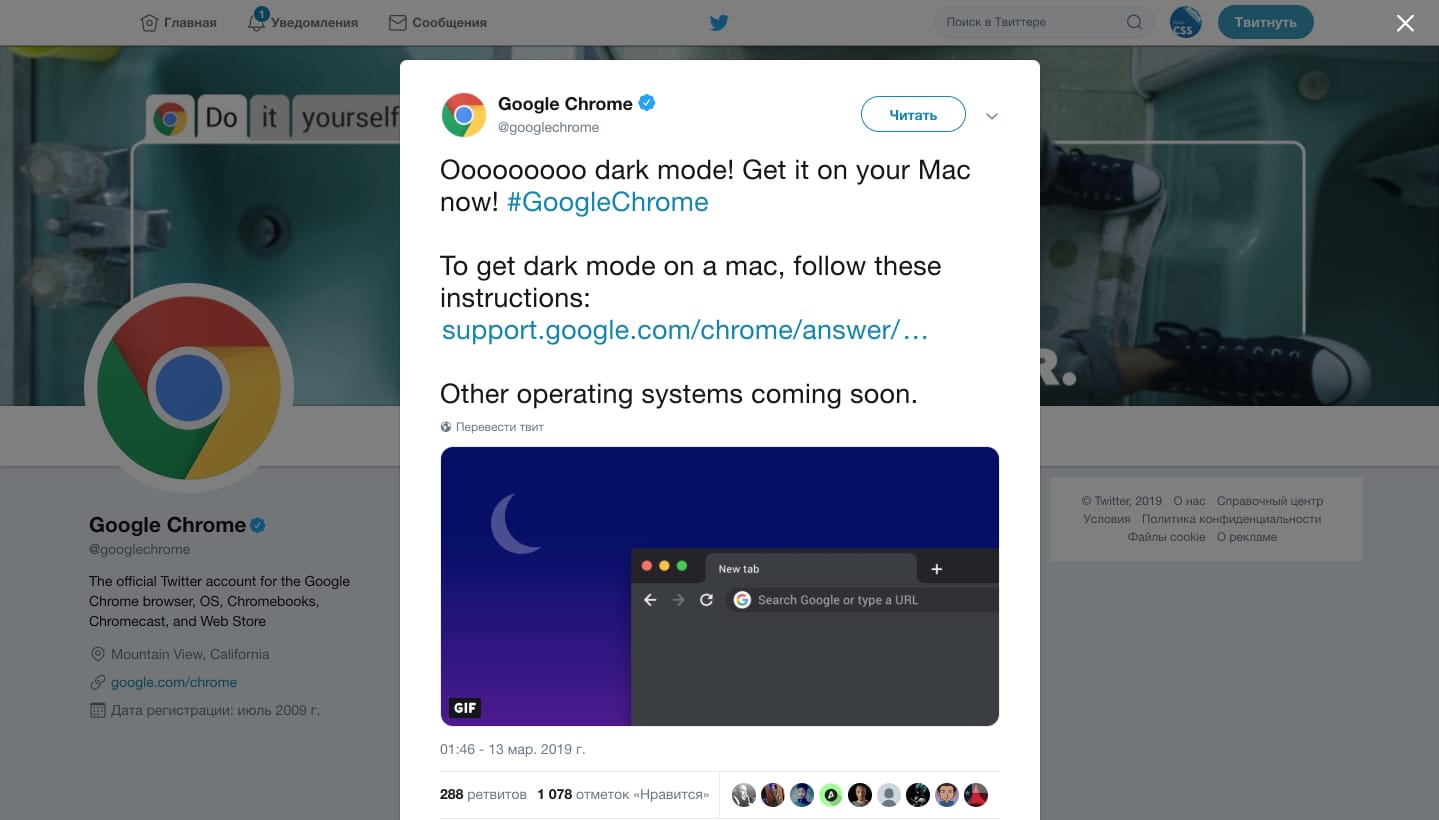 Главная
1
Уведомления
Сообщения
Поиск в Твиттере
CSS
Твитнуть
Do it yourself
R.
Google Chrome
@googlechrome
Читать
Ooooooooo dark mode! Get it on your Mac
now! #GoogleChrome
To get dark mode on a mac, follow these
instructions:
support.google.com/chrome/answer/…
Other operating systems coming soon.
Перевести твит
New tab
Search Google or type a URL
GIF
01:46 - 13 мар. 2019 г.
288 ретвитов 1 078 отметок «Нравится»
Google Chrome
@googlechrome
The official Twitter account for the Google
Chrome browser, OS, Chromebooks,
Chromecast, and Web Store
Mountain View, California
google.com/chrome
Дата регистрации: июль 2009 г.
© Twitter, 2019 О нас Справочный центр
Условия Политика конфиденциальности
Файлы cookie О рекламе